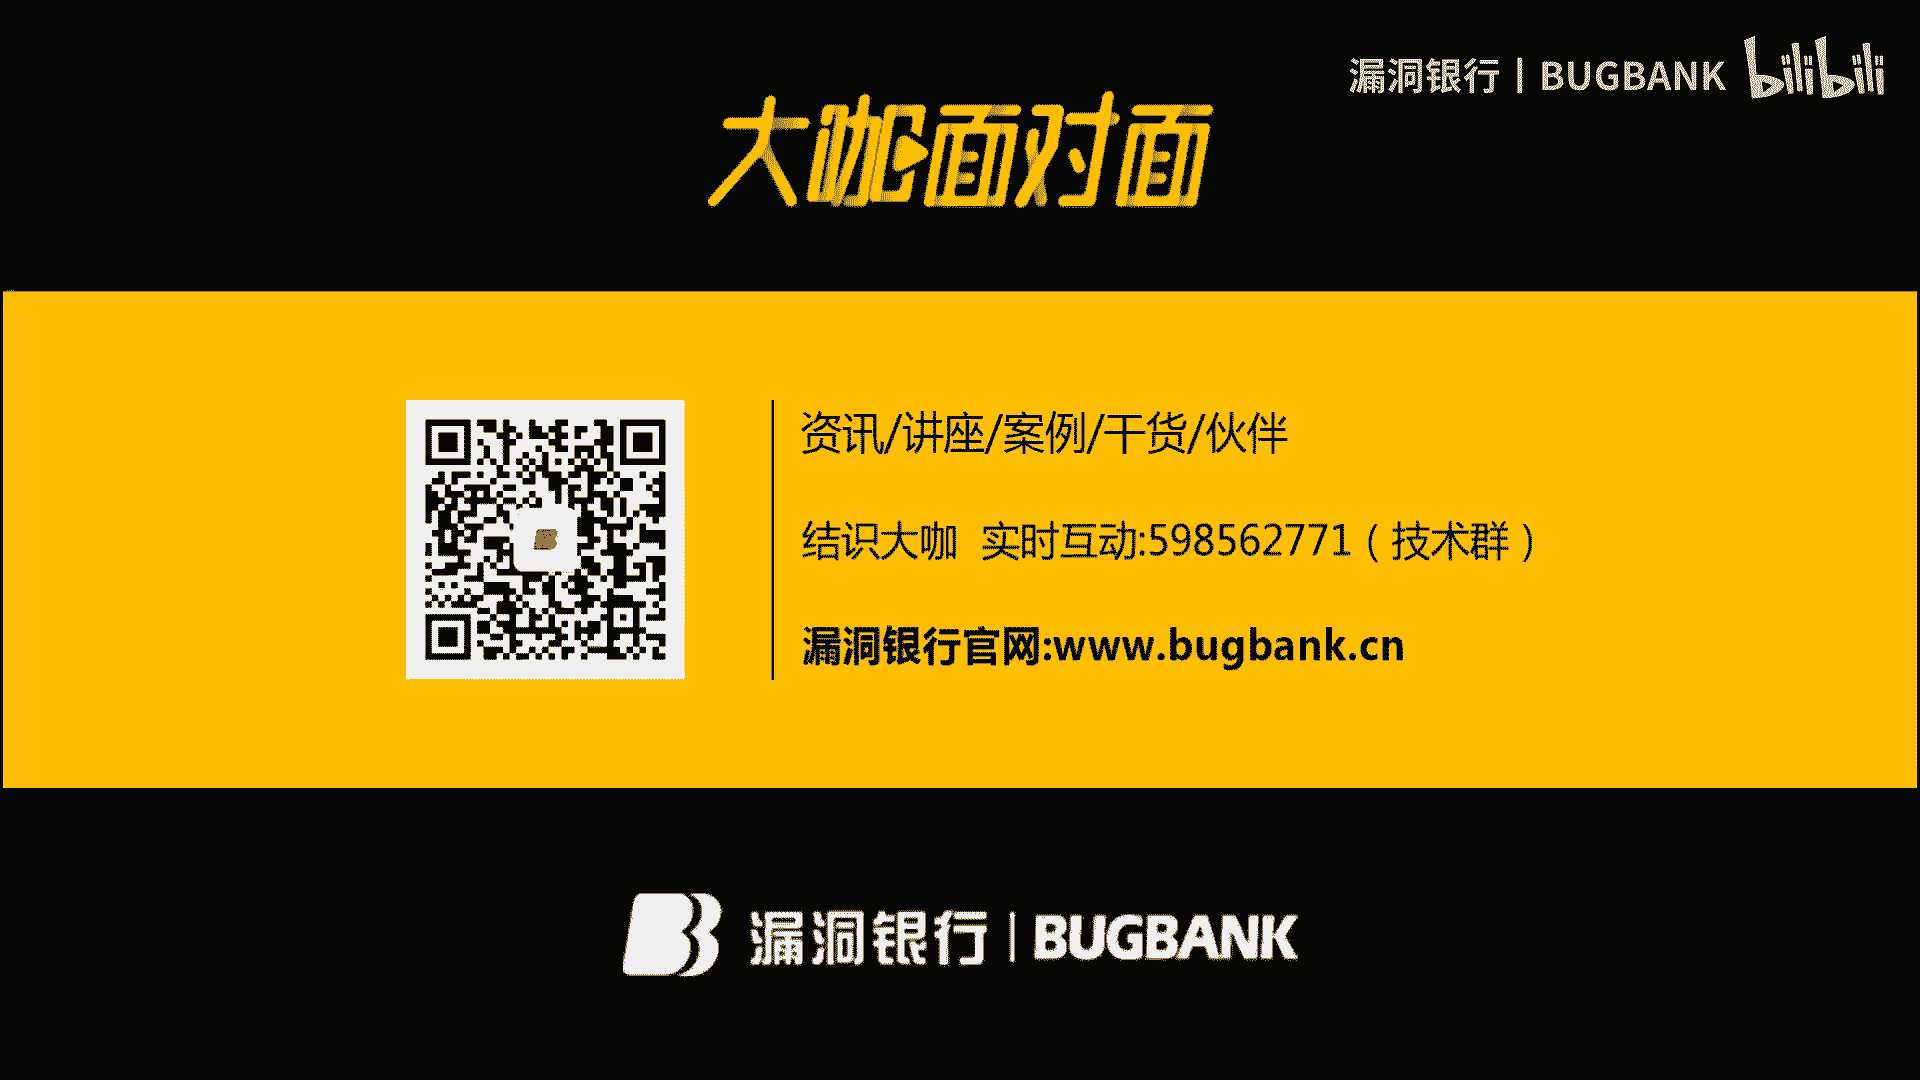 漏洞银行 | BUGBANK bilibili
大咖面对面
资讯/讲座/案例/干货/伙伴
结识大咖 实时互动:598562771（技术群）
漏洞银行官网:www.bugbank.cn
漏洞银行 | BUGBANK